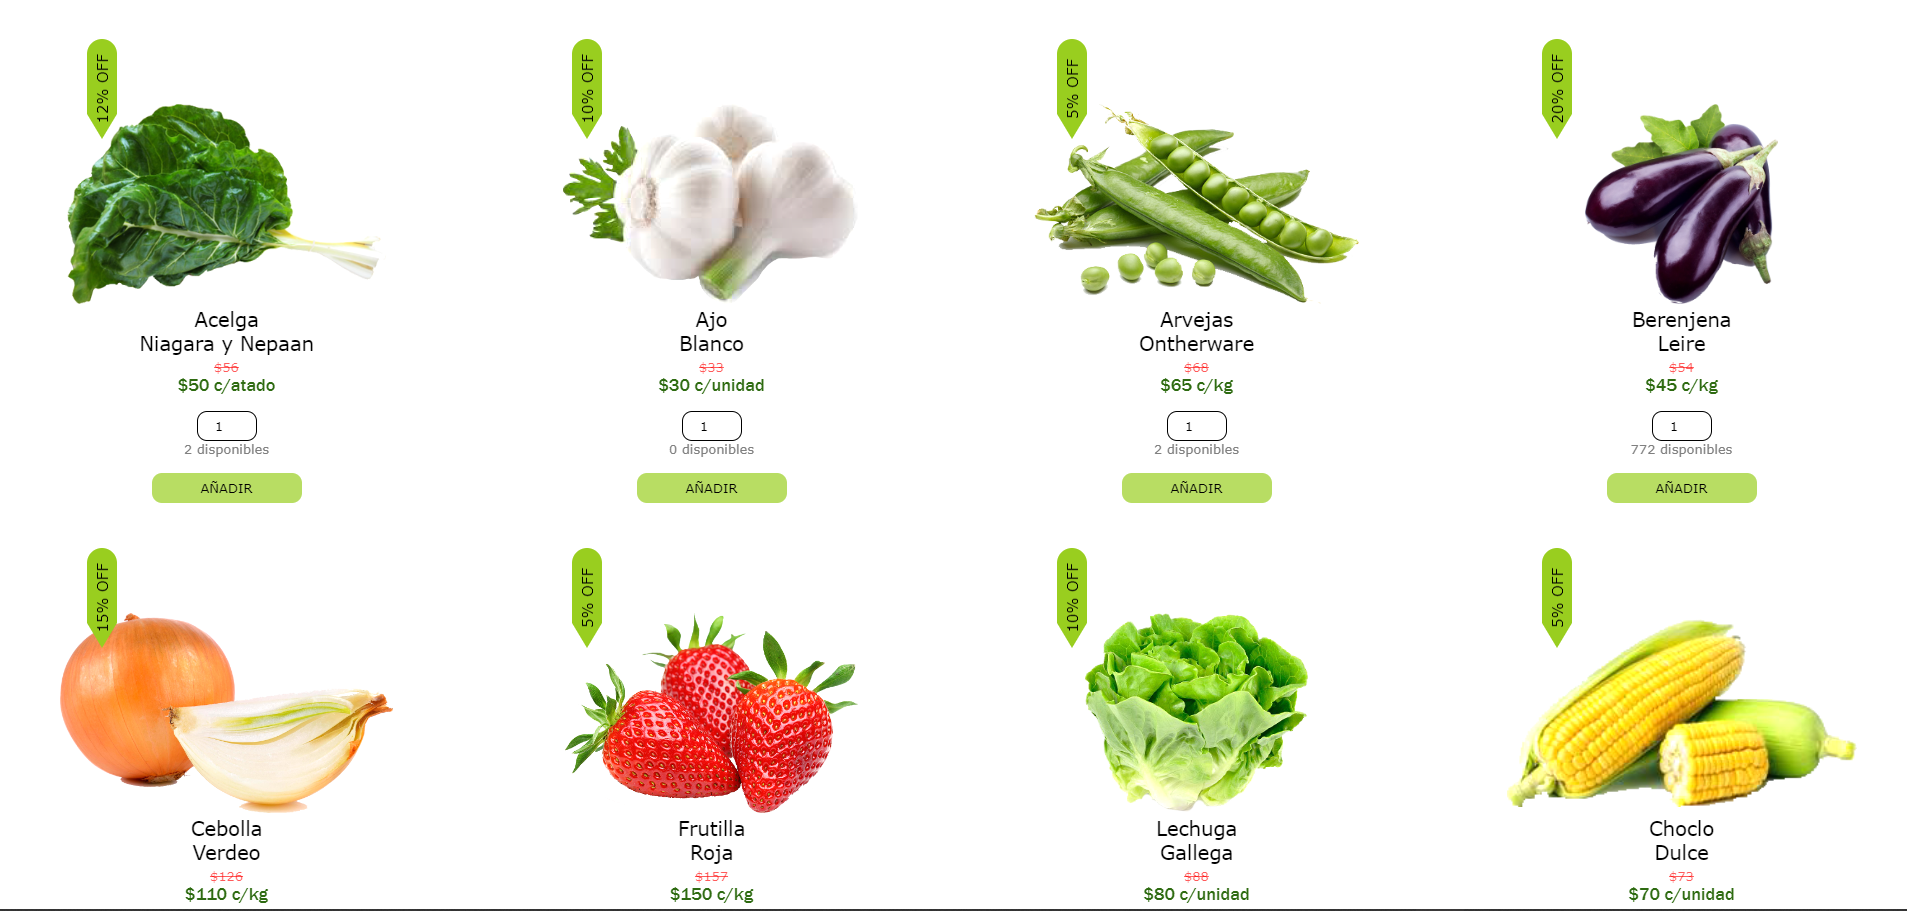 12% OFF
Acelga
Niagara y Nepaan
$56
$50 c/atado
1
2 disponibles
AÑADIR
10% OFF
Ajo
Blanco
$33
$30 c/unidad
1
0 disponibles
AÑADIR
5% OFF
Arvejas
Ontherware
$68
$65 c/kg
1
2 disponibles
AÑADIR
20% OFF
Berenjena
Leire
$54
$45 c/kg
1
772 disponibles
AÑADIR
15% OFF
Cebolla
Verdeo
$126
$110 c/kg
5% OFF
Frutilla
Roja
$157
$150 c/kg
10% OFF
Lechuga
Gallega
$88
$80 c/unidad
5% OFF
Choclo
Dulce
$73
$70 c/unidad